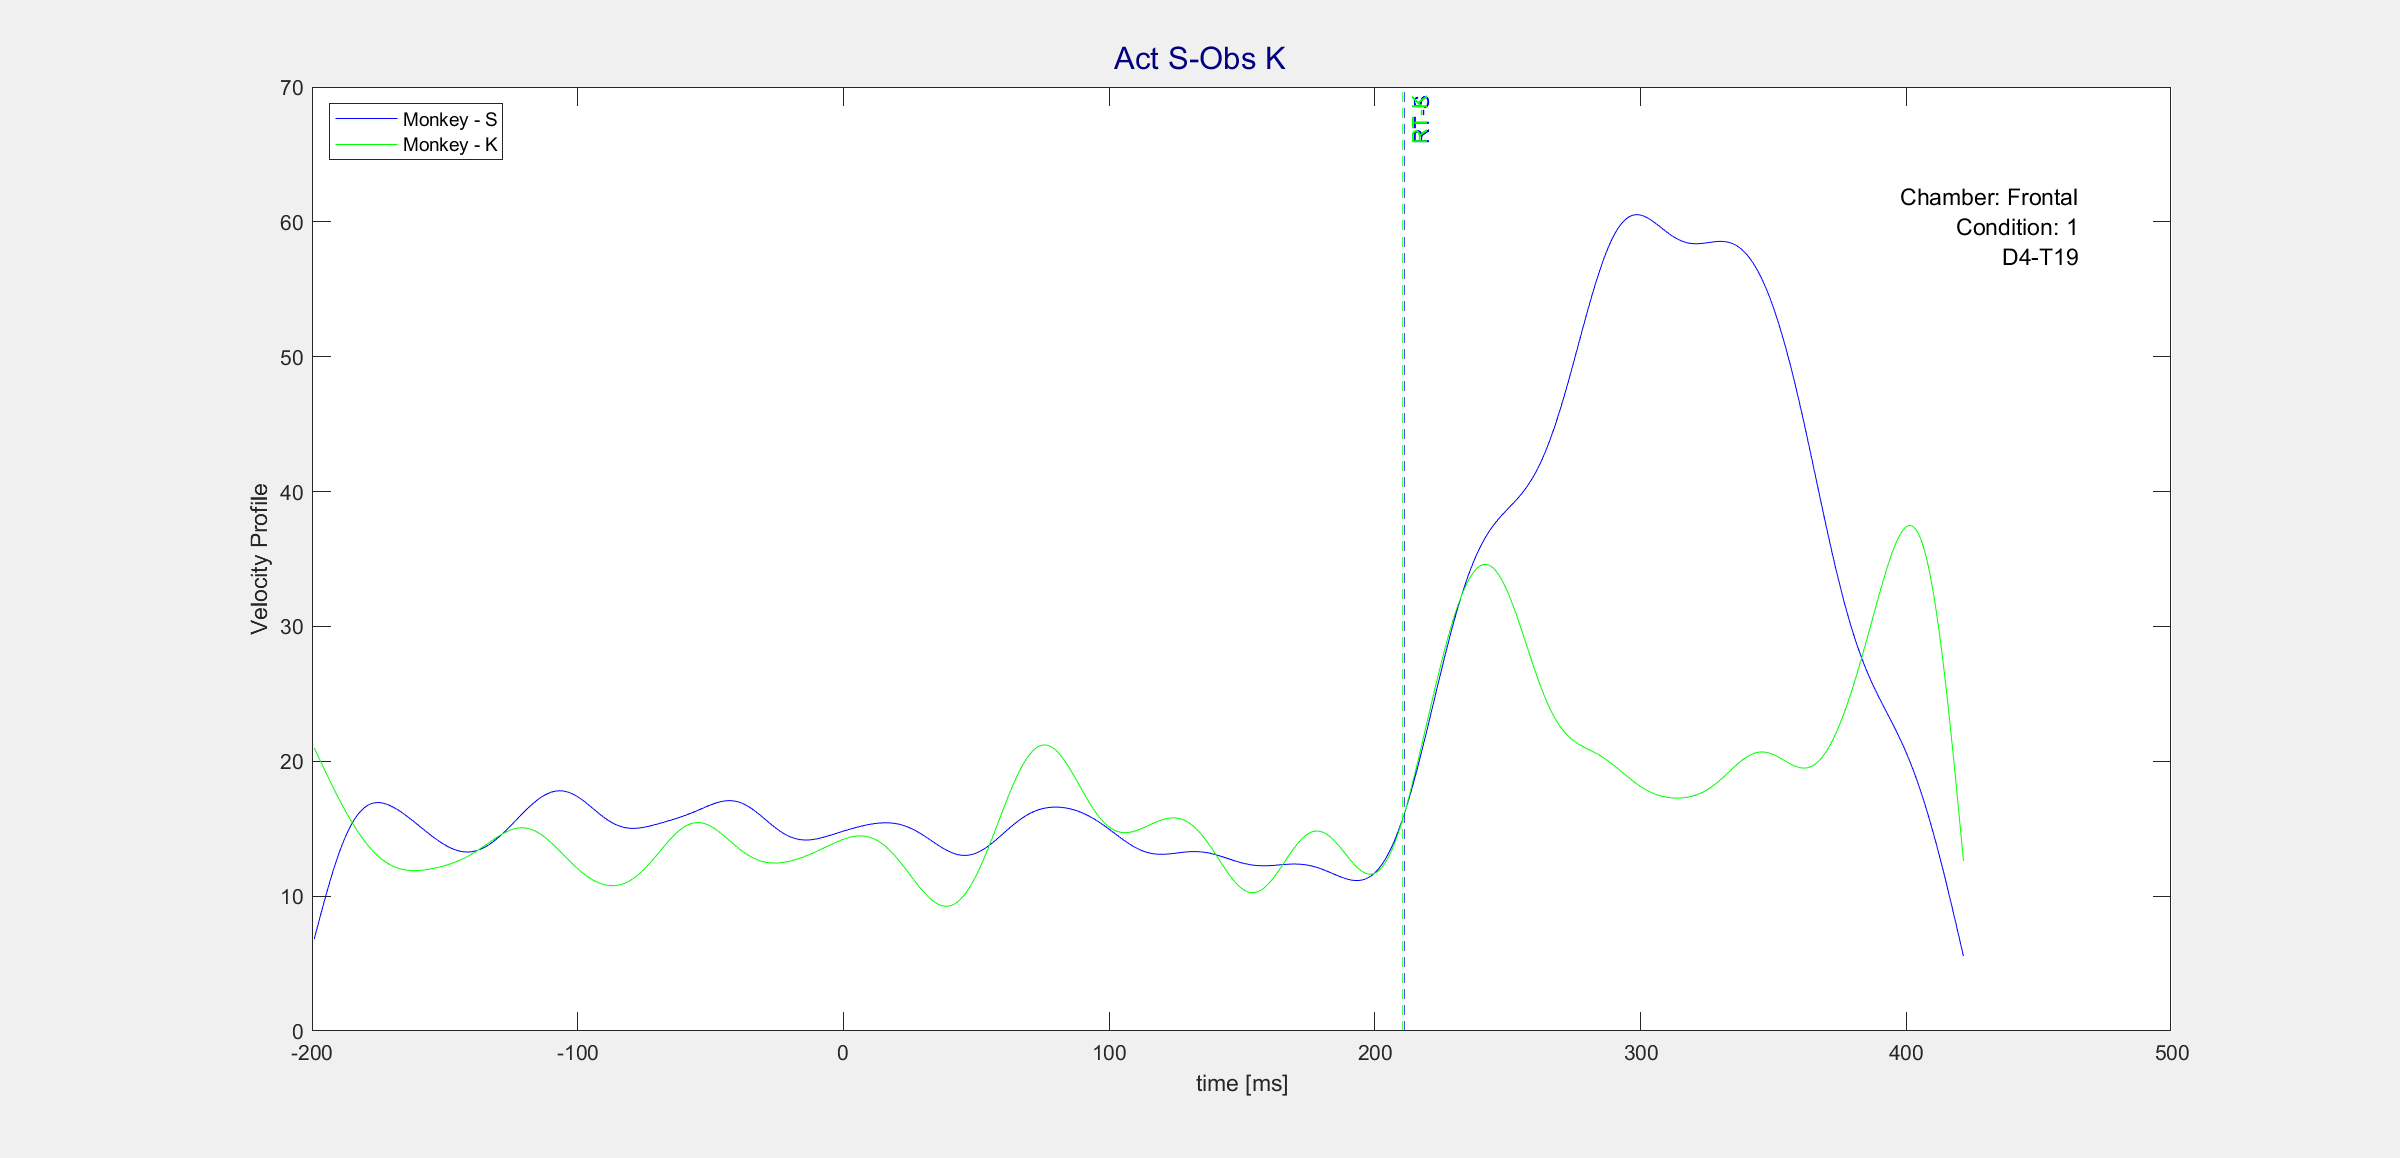 Act S-Obs K
Monkey - S
Monkey - K
RT-K
Chamber: Frontal
Condition: 1
D4-T19
Velocity Profile
70
60
50
40
30
20
10
0
-200 -100 0 100 200 300 400 500
time [ms]